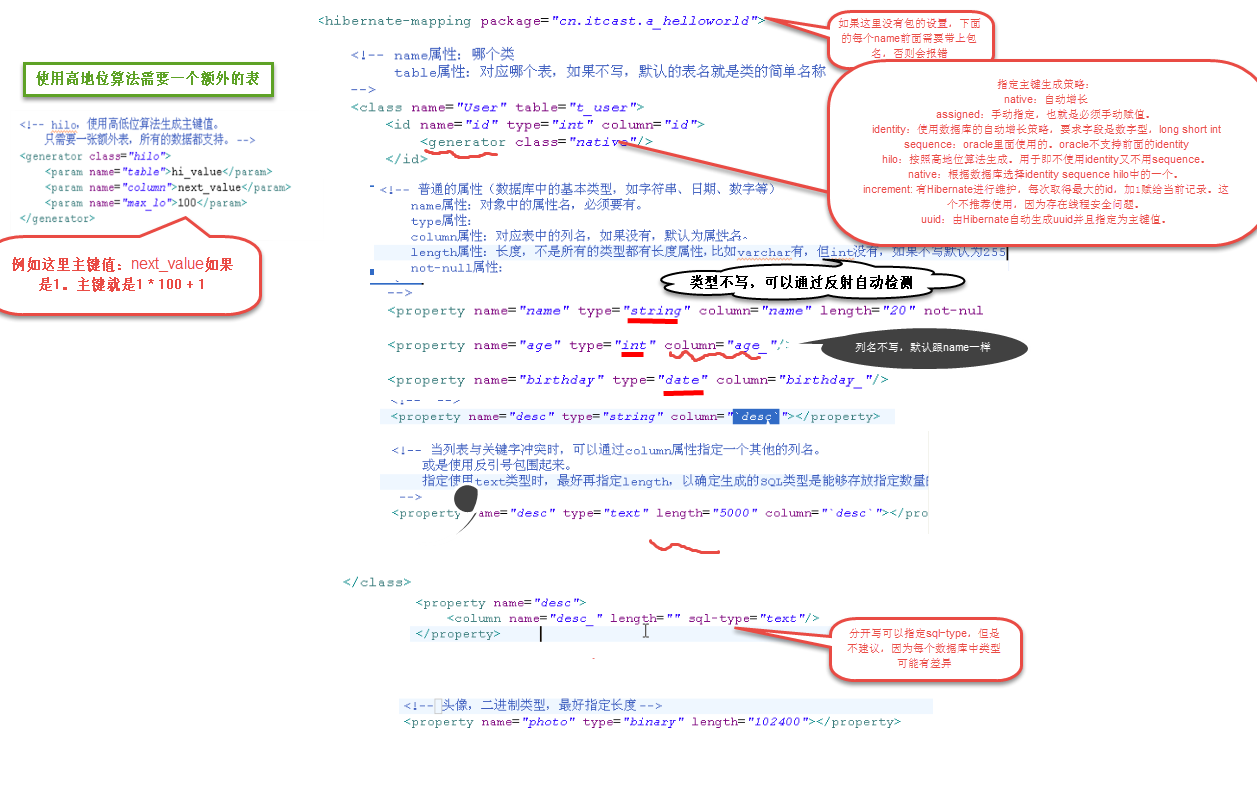 <hibernate-mapping package="cn.itcast.a_helloworld">
如果这里没有包的设置，下面
的每个name前面需要带上包
名，否则会报错
<!-- name属性：哪个类
table属性：对应哪个表，如果不写，默认的表名就是类的简单名称
-->
<class name="User" table="t_user">
<id name="id" type="int" column="id">
<generator class="native"/>
</id>
指定主键生成策略：
native：自动增长
assigned：手动指定，也就是必须手动赋值。
identity：使用数据库的自动增长策略，要求字段是数字型，long short int
sequence：oracle里面使用的。oracle不支持前面的identity
hilo：按照高地位算法生成。用于即不使用identity又不用sequence。
native：根据数据库选择identity sequence hilo中的一个。
increment: 有Hibernate进行维护，每次取得最大的id，加1赋给当前记录。这
个不推荐使用，因为存在线程安全问题。
uuid：由Hibernate自动生成uuid并且指定为主键值。
使用高地位算法需要一个额外的表
<!-- hilo，使用高低位算法生成主键值。
只需要一张额外表，所有的数据都支持。-->
<generator class="hilo">
<param name="table">hi_value</param>
<param name="column">next_value</param>
<param name="max_lo">100</param>
</generator>
例如这里主键值：next_value如果
是1。主键就是1 * 100 + 1
<!-- 普通的属性（数据库中的基本类型，如字符串、日期、数字等）
name属性：对象中的属性名，必须要有。
type属性：
column属性：对应表中的列名，如果没有，默认为属性名。
length属性：长度，不是所有的类型都有长度属性,比如varchar有，但int没有，如果不写默认为255
not-null属性：
-->
类型不写，可以通过反射自动检测
<property name="name" type="string" column="name" length="20" not-nul
<property name="age" type="int" column="age_"/>
列名不写，默认跟name一样
<property name="birthday" type="date" column="birthday_"/>
<!-- -->
<property name="desc" type="string" column="`desc`"></property>
<!-- 当列表与关键字冲突时，可以通过column属性指定一个其他的列名。
或是使用反引号包围起来。
指定使用text类型时，最好再指定length，以确定生成的SQL类型是能够存放指定数量的
-->
<property ame="desc" type="text" length="5000" column="`desc`"></pro
</class>
<property name="desc">
<column name="desc_" length="" sql-type="text"/>
</property>
分开写可以指定sql-type，但是
不建议，因为每个数据库中类型
可能有差异
<!-- 头像，二进制类型，最好指定长度 -->
<property name="photo" type="binary" length="102400"></property>